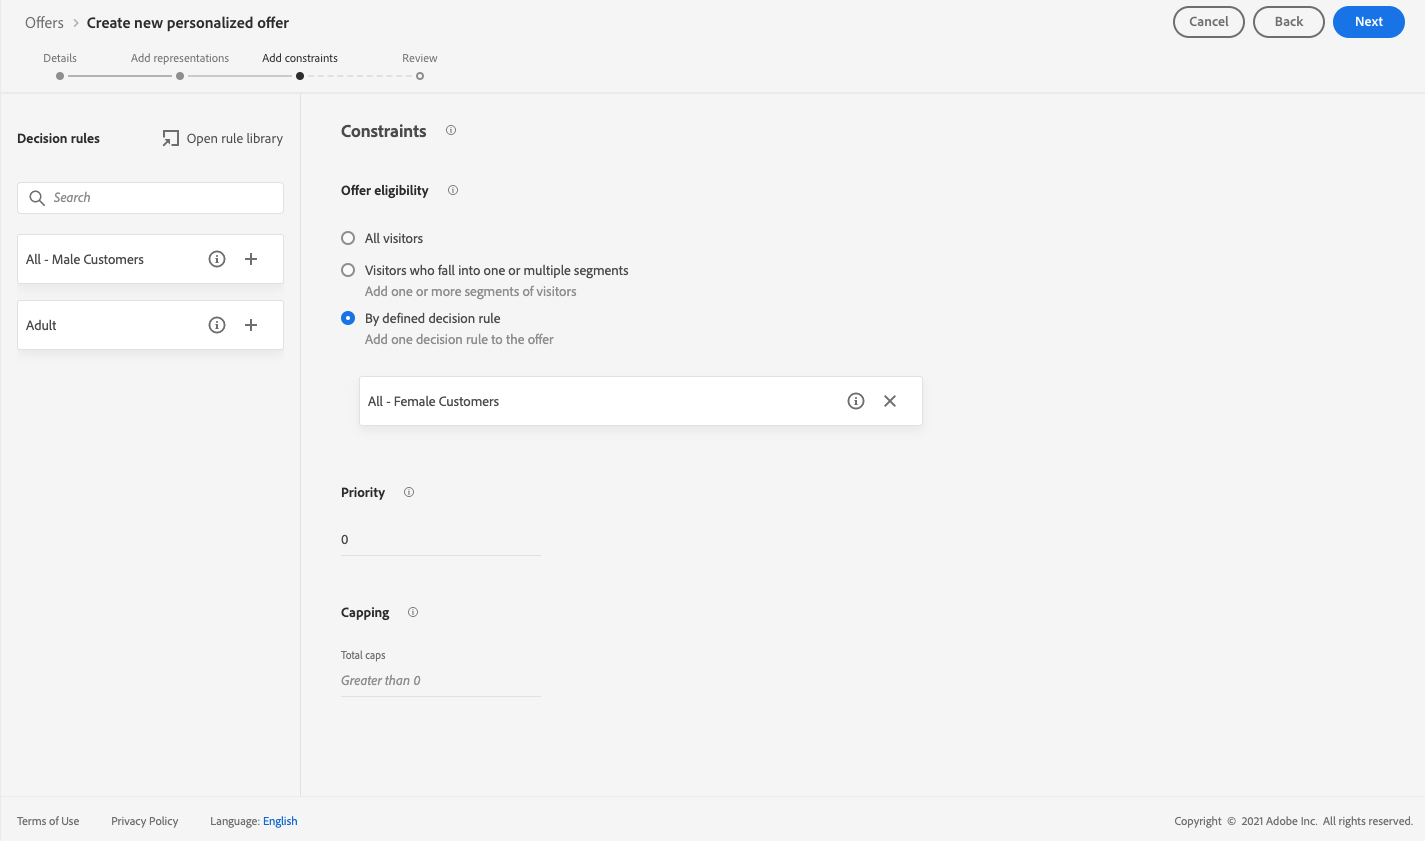 Offers > Create new personalized offer
Cancel
Back
Next
Details
Add representations
Add constraints
Review
Decision rules
Open rule library
Search
All - Male Customers
Adult
Constraints
Offer eligibility
All visitors
Visitors who fall into one or multiple segments
Add one or more segments of visitors
By defined decision rule
Add one decision rule to the offer
All - Female Customers
Priority
0
Capping
Total caps
Greater than 0
Terms of Use
Privacy Policy
Language: English
Copyright © 2021 Adobe Inc. All rights reserved.